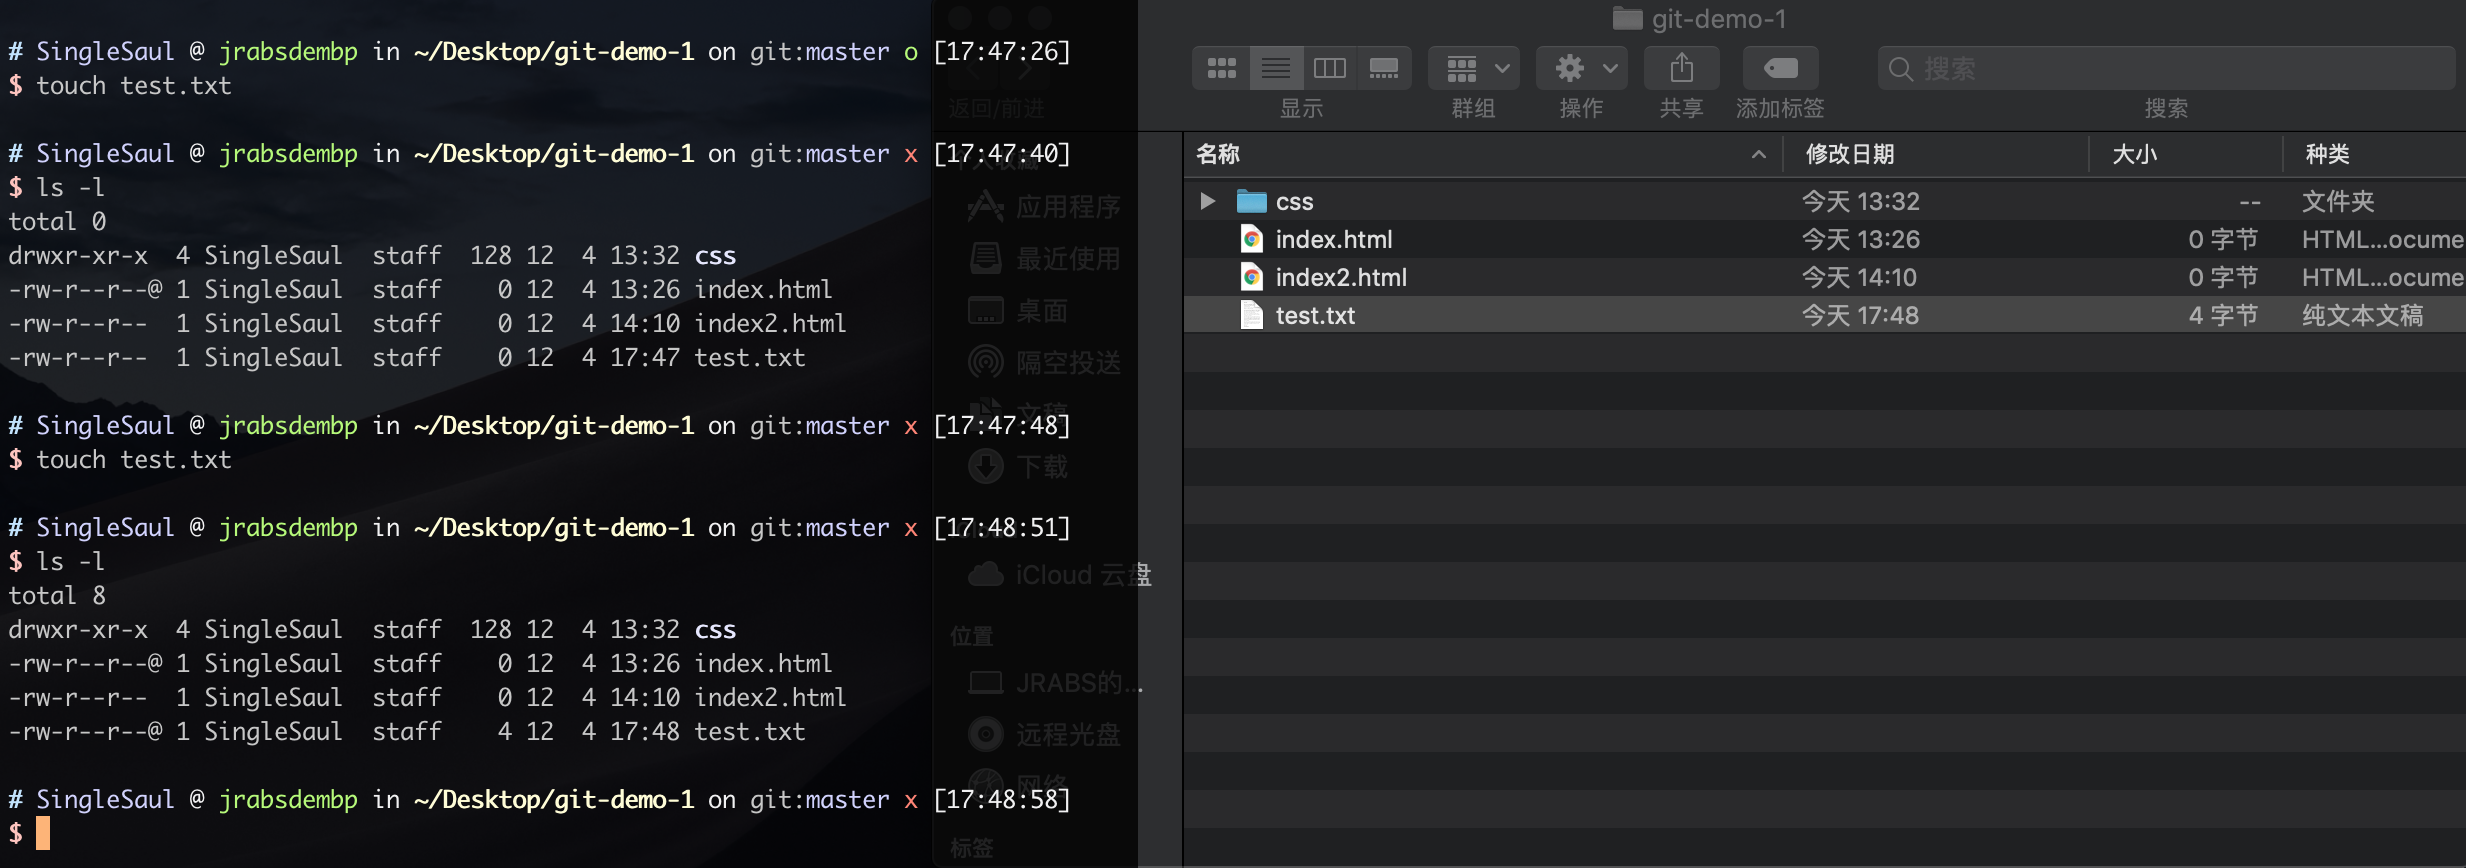 # SingleSaul @ jrabsdembp in ~/Desktop/git-demo-1 on git:master o [17:47:26]
$ touch test.txt
# SingleSaul @ jrabsdembp in ~/Desktop/git-demo-1 on git:master x [17:47:40]
$ ls -l
total 0
drwxr-xr-x  4 SingleSaul  staff  128 12  4 13:32 css
-rw-r--r--@ 1 SingleSaul  staff    0 12  4 13:26 index.html
-rw-r--r--  1 SingleSaul  staff    0 12  4 14:10 index2.html
-rw-r--r--  1 SingleSaul  staff    0 12  4 17:47 test.txt
# SingleSaul @ jrabsdembp in ~/Desktop/git-demo-1 on git:master x [17:47:48]
$ touch test.txt
# SingleSaul @ jrabsdembp in ~/Desktop/git-demo-1 on git:master x [17:48:51]
$ ls -l
total 8
drwxr-xr-x  4 SingleSaul  staff  128 12  4 13:32 css
-rw-r--r--@ 1 SingleSaul  staff    0 12  4 13:26 index.html
-rw-r--r--  1 SingleSaul  staff    0 12  4 14:10 index2.html
-rw-r--r--@ 1 SingleSaul  staff    4 12  4 17:48 test.txt
# SingleSaul @ jrabsdembp in ~/Desktop/git-demo-1 on git:master x [17:48:58]
$
返回/前进
应用程序
最近使用
桌面
隔空投送
文稿
下载
iCloud 云盘
位置
JRABS的...
远程光盘
网络
标签
git-demo-1
搜索
显示 群组 操作 共享 添加标签 搜索
名称 修改日期 大小 种类
css 今天 13:32 -- 文件夹
index.html 今天 13:26 0 字节 HTML...ocume
index2.html 今天 14:10 0 字节 HTML...ocume
test.txt 今天 17:48 4 字节 纯文本文稿